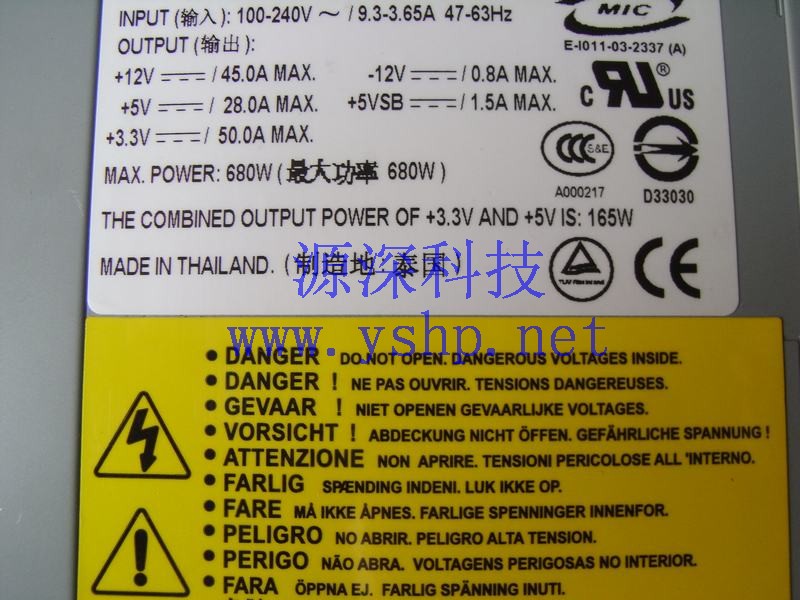 INPUT (输入): 100-240V ～ / 9.3-3.65A 47-63Hz
OUTPUT (输出):
+12V / 45.0A MAX. -12V / 0.8A MAX.
+5V / 28.0A MAX. +5VSB / 1.5A MAX.
+3.3V / 50.0A MAX.
MAX. POWER: 680W (最大功率 680W)
THE COMBINED OUTPUT POWER OF +3.3V AND +5V IS: 165W
MADE IN THAILAND. (制造地: 泰国)
MIC
E-I011-03-2337 (A)
C RU ® US
CCC S&E
A000217
D33030
CE
源深科技
www.yshp.net
• DANGER DO NOT OPEN. DANGEROUS VOLTAGES INSIDE.
• DANGER ! NE PAS OUVRIR. TENSIONS DANGEREUSES.
• GEVAAR ! NIET OPENEN GEVAARLIJKE VOLTAGES.
• VORSICHT ! ABDECKUNG NICHT ÖFFEN. GEFÄHRLICHE SPANNUNG !
• ATTENZIONE NON APRIRE. TENSIONI PERICOLOSE ALL 'INTERNO.
• FARLIG SPÆNDING INDENI. LUK IKKE OP.
• FARE MÅ IKKE ÅPNES. FARLIGE SPENNINGER INNENFOR.
• PELIGRO NO ABRIR. PELIGRO ALTA TENSION.
• PERIGO NÃO ABRA. VOLTAGENS PERIGOSAS NO INTERIOR.
• FARA ÖPPNA EJ. FARLIG SPÄNNING INUTI.